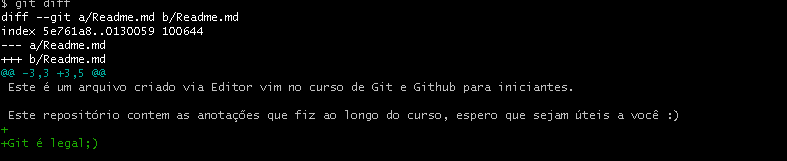 $ git diff
diff --git a/Readme.md b/Readme.md
index 5e761a8..0130059 100644
--- a/Readme.md
+++ b/Readme.md
@@ -3,3 +3,5 @@
Este é um arquivo criado via Editor vim no curso de Git e Github para iniciantes.
Este repositório contem as anotações que fiz ao longo do curso, espero que sejam úteis a você :)
+
+Git é legal;)